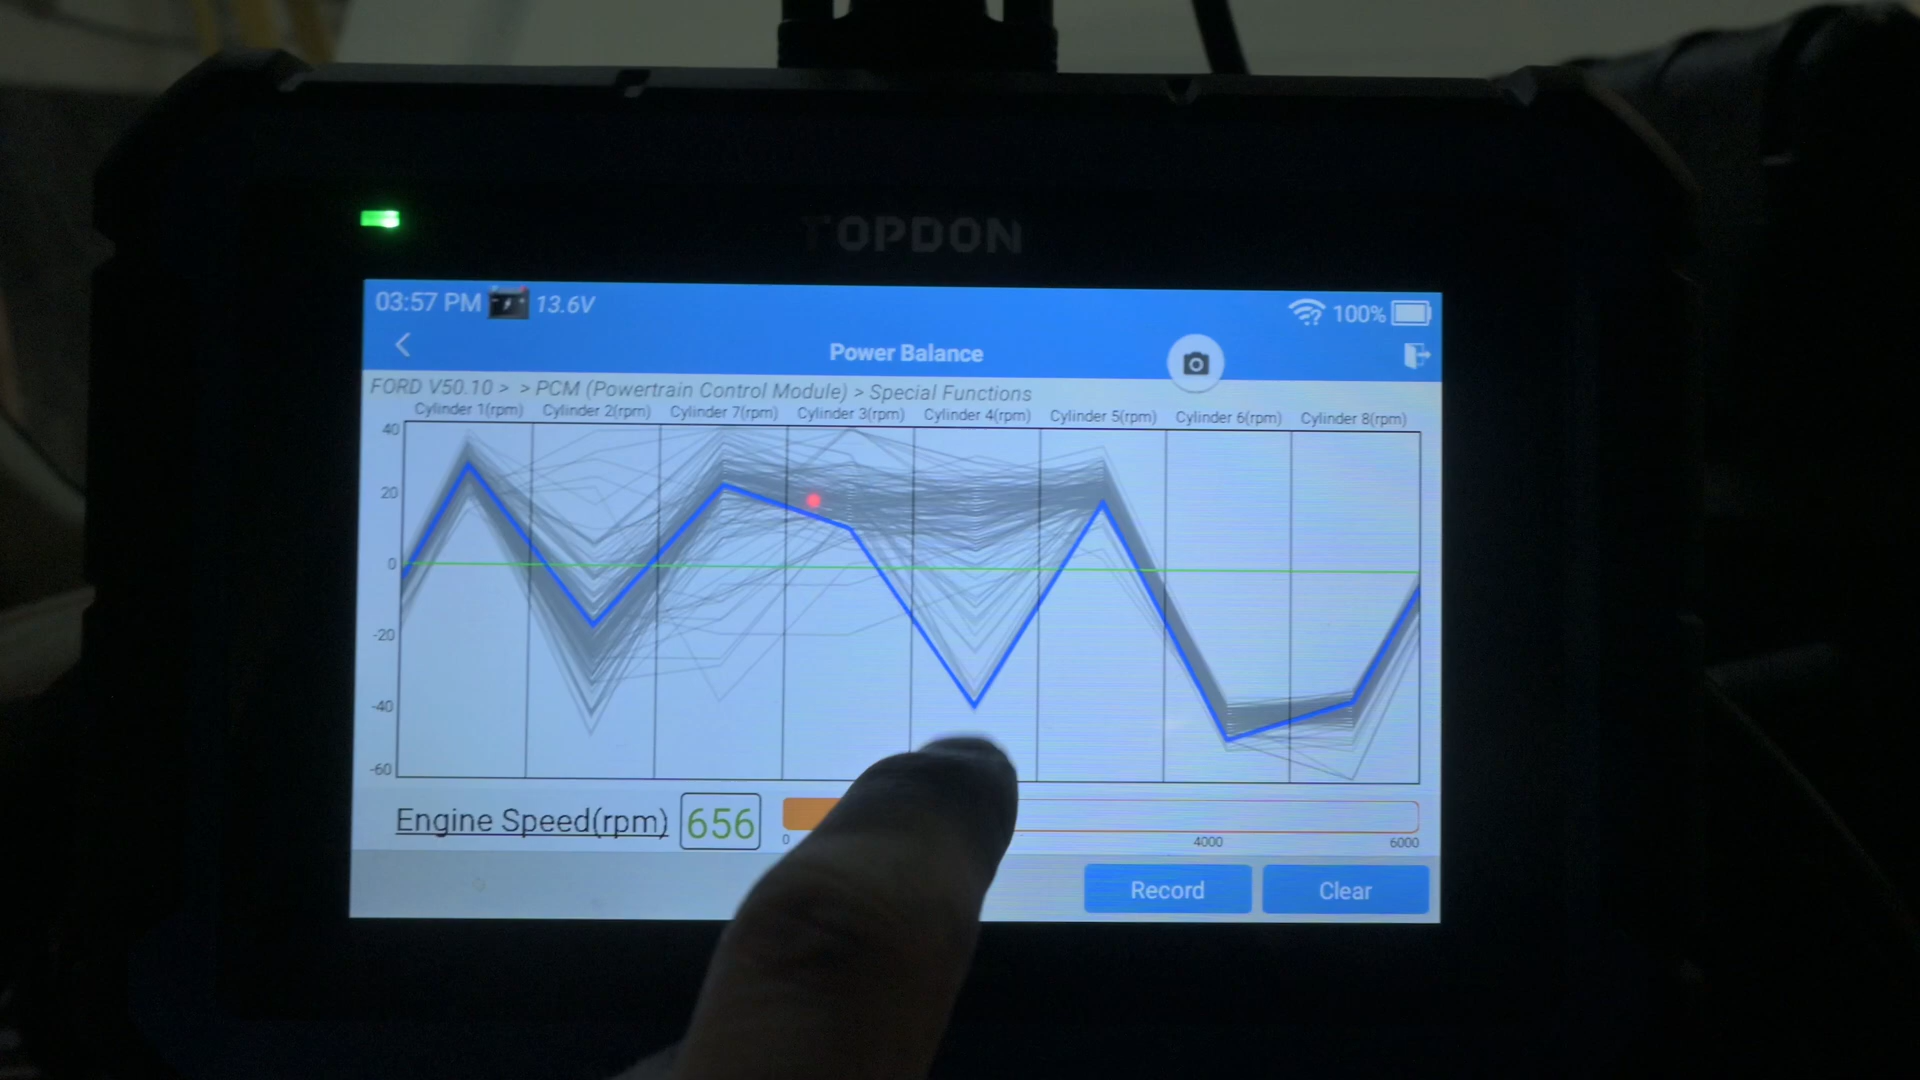 TOPDON
03:57 PM 13.6V 100%
Power Balance
FORD V50.10 > > PCM (Powertrain Control Module) > Special Functions
Cylinder 1(rpm) Cylinder 2(rpm) Cylinder 7(rpm) Cylinder 3(rpm) Cylinder 4(rpm) Cylinder 5(rpm) Cylinder 6(rpm) Cylinder 8(rpm)
40
20
0
-20
-40
-60
Engine Speed(rpm) 656
0 4000 6000
Record Clear